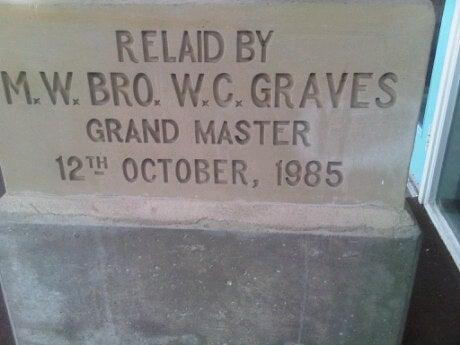 RELAID BY
M.W. BRO. W.C. GRAVES
GRAND MASTER
12TH OCTOBER, 1985